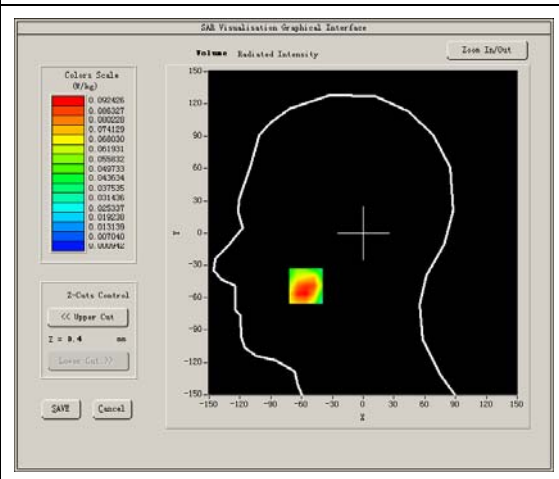 SAR Visualisation Graphical Interface
Volume Radiated Intensity
Zoom In/Out
Colors Scale
(W/kg)
0.092426
0.086327
0.080228
0.074129
0.068030
0.061931
0.055832
0.049733
0.043634
0.037535
0.031436
0.025337
0.019238
0.013139
0.007040
0.000942
Z-Cuts Control
<< Upper Cut
Lower Cut >>
SAVE
Cancel
150
120
90
60
30
0
-30
-60
-90
-120
-150
Y
-150 -120 -90 -60 -30 0 30 60 90 120 150
X